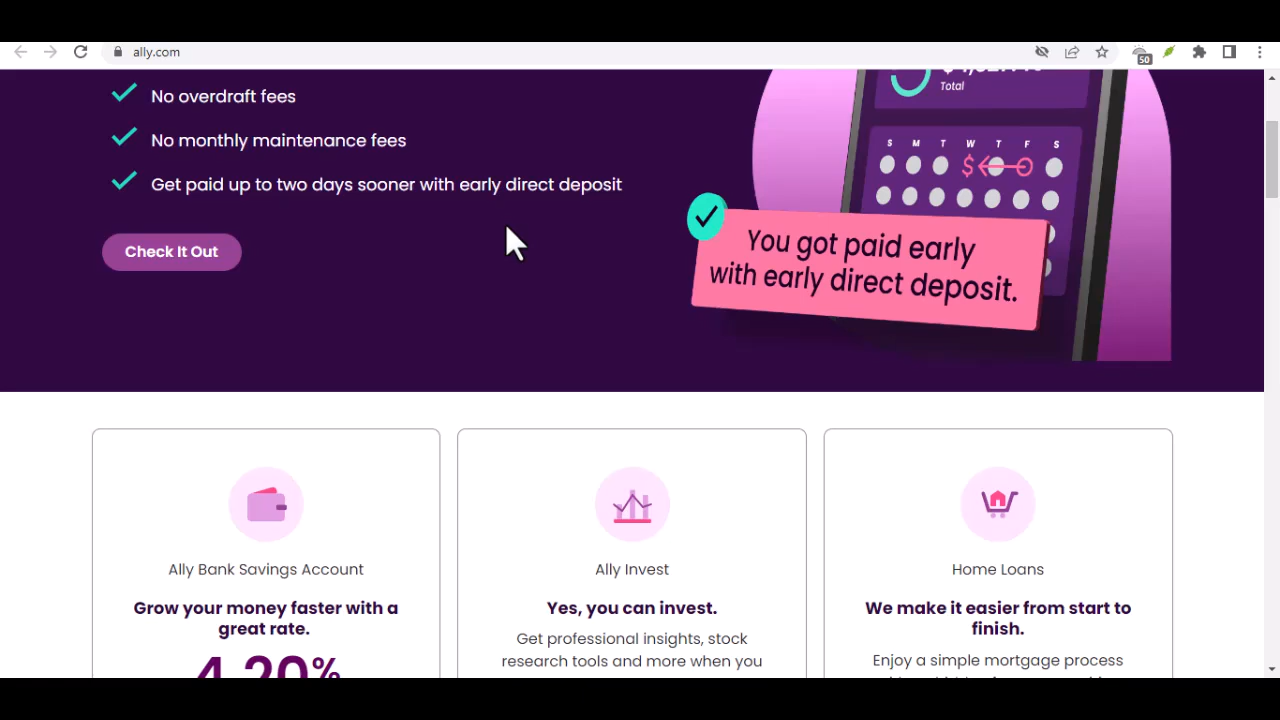 ally.com
50
No overdraft fees
No monthly maintenance fees
Get paid up to two days sooner with early direct deposit
Check It Out
Total
S M T W T F S
$
You got paid early
with early direct deposit.
Ally Bank Savings Account
Grow your money faster with a
great rate.
4.20%
Ally Invest
Yes, you can invest.
Get professional insights, stock
research tools and more when you
Home Loans
We make it easier from start to
finish.
Enjoy a simple mortgage process